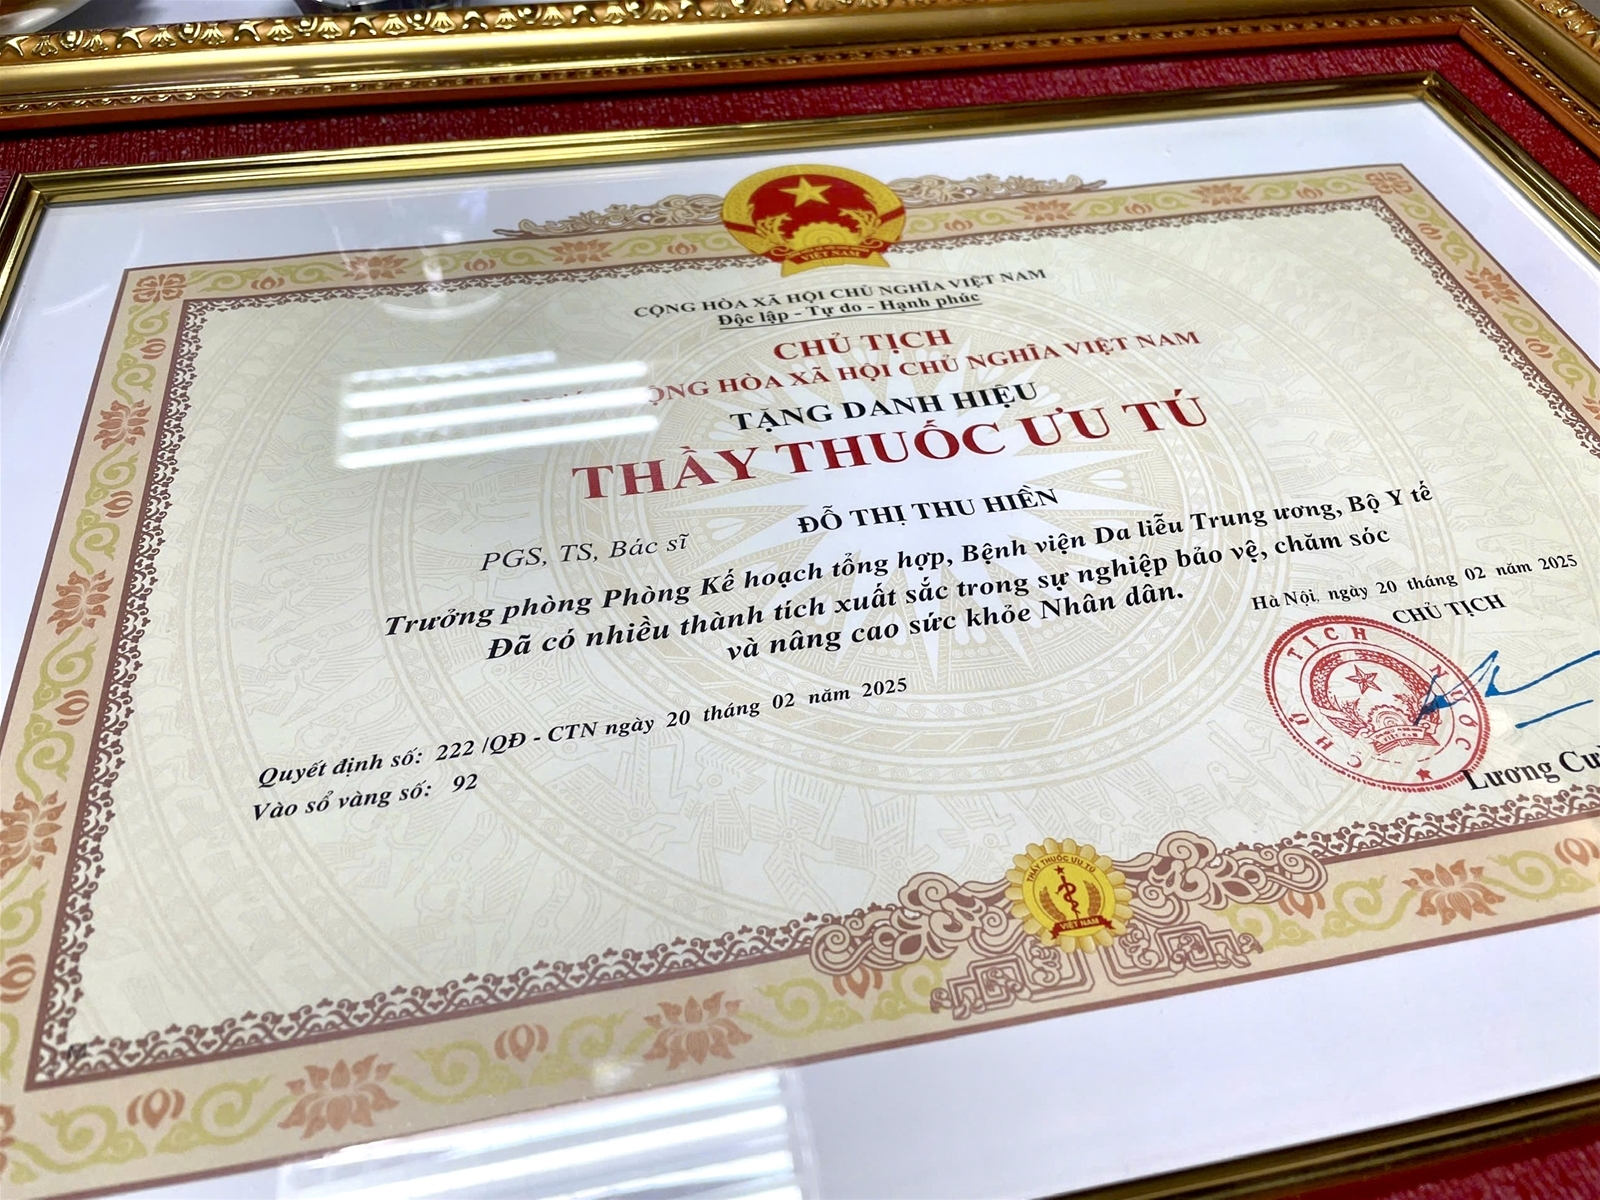 VIỆT NAM
CỘNG HÒA XÃ HỘI CHỦ NGHĨA VIỆT NAM
Độc lập - Tự do - Hạnh phúc
CHỦ TỊCH
CỘNG HÒA XÃ HỘI CHỦ NGHĨA VIỆT NAM
TẶNG DANH HIỆU
THẦY THUỐC ƯU TÚ
PGS, TS, Bác sĩ ĐỖ THỊ THU HIỀN
Trưởng phòng Phòng Kế hoạch tổng hợp, Bệnh viện Da liễu Trung ương, Bộ Y tế
Đã có nhiều thành tích xuất sắc trong sự nghiệp bảo vệ, chăm sóc
và nâng cao sức khỏe Nhân dân.
Hà Nội, ngày 20 tháng 02 năm 2025
CHỦ TỊCH
CHỦ TỊCH NƯỚC
Lương
Quyết định số: 222 /QĐ - CTN ngày 20 tháng 02 năm 2025
Vào sổ vàng số: 92
THẦY THUỐC ƯU TÚ
VIỆT NAM